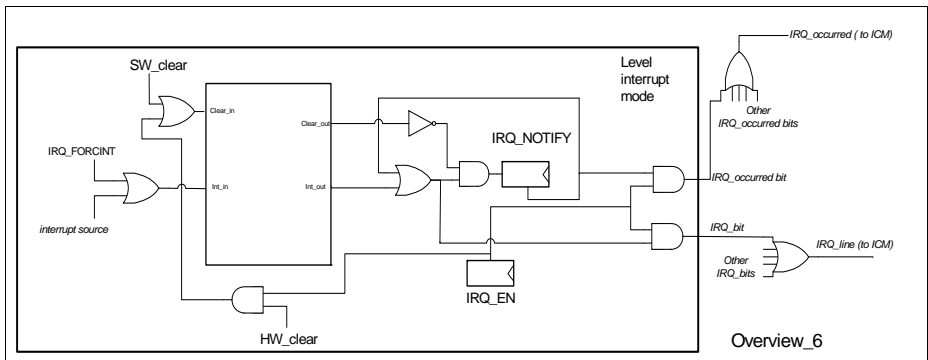 IRQ_occurred ( to ICM)
SW_clear
Level
interrupt
mode
Clear_in
Clear_out
Other
IRQ_occurred bits
IRQ_NOTIFY
IRQ_FORCINT
IRQ_occurred bit
Int_in
Int_out
interrupt source
IRQ_bit
IRQ_line (to ICM)
Other
IRQ_bits
IRQ_EN
HW_clear
Overview_6